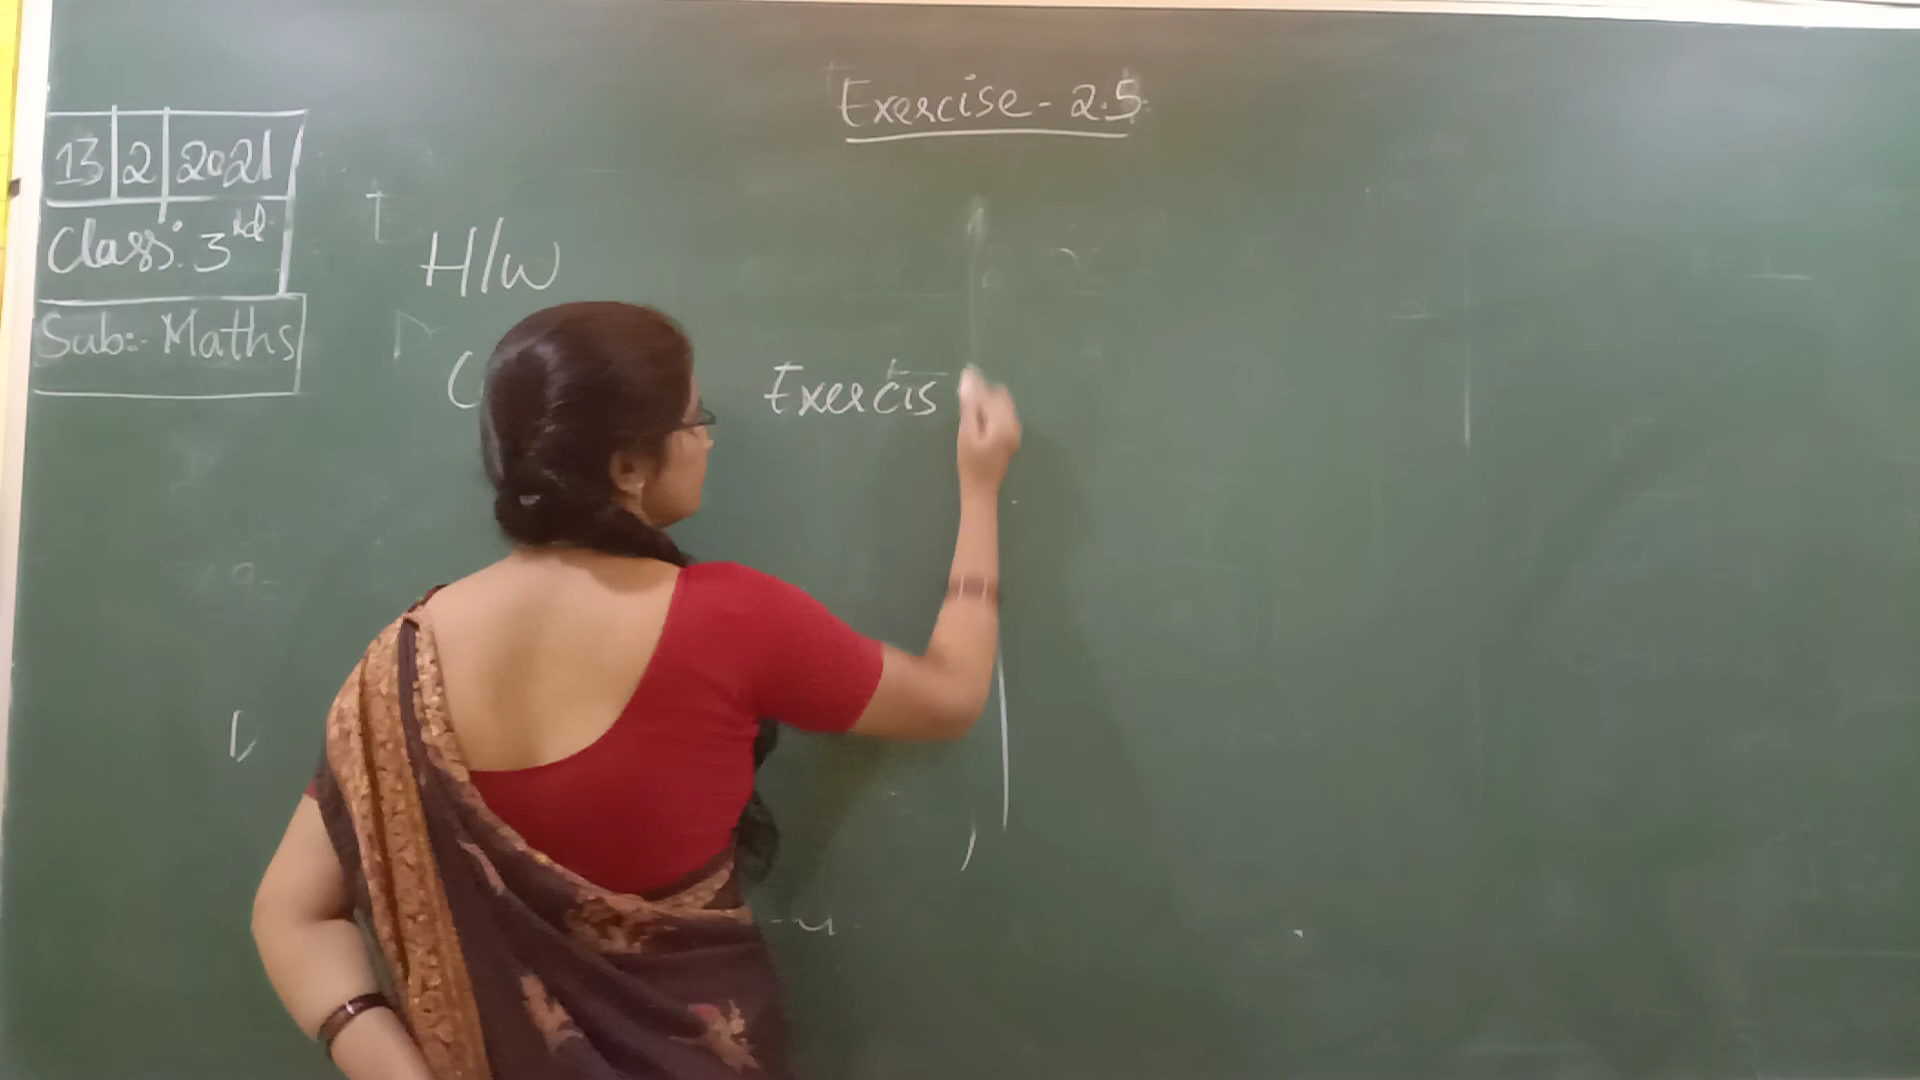 Exercise - 2.5
13|2|2021
Class: 3rd
Sub:- Maths
H/W
Exercis